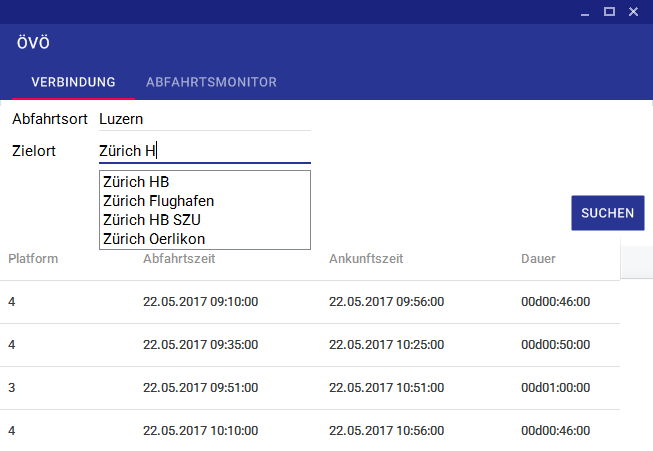 ÖVÖ
VERBINDUNG ABFAHRTSMONITOR
Abfahrtsort Luzern
Zielort Zürich H
Zürich HB
Zürich Flughafen
Zürich HB SZU
Zürich Oerlikon
SUCHEN
Platform Abfahrtszeit Ankunftszeit Dauer
4 22.05.2017 09:10:00 22.05.2017 09:56:00 00d00:46:00
4 22.05.2017 09:35:00 22.05.2017 10:25:00 00d00:50:00
3 22.05.2017 09:51:00 22.05.2017 10:51:00 00d01:00:00
4 22.05.2017 10:10:00 22.05.2017 10:56:00 00d00:46:00